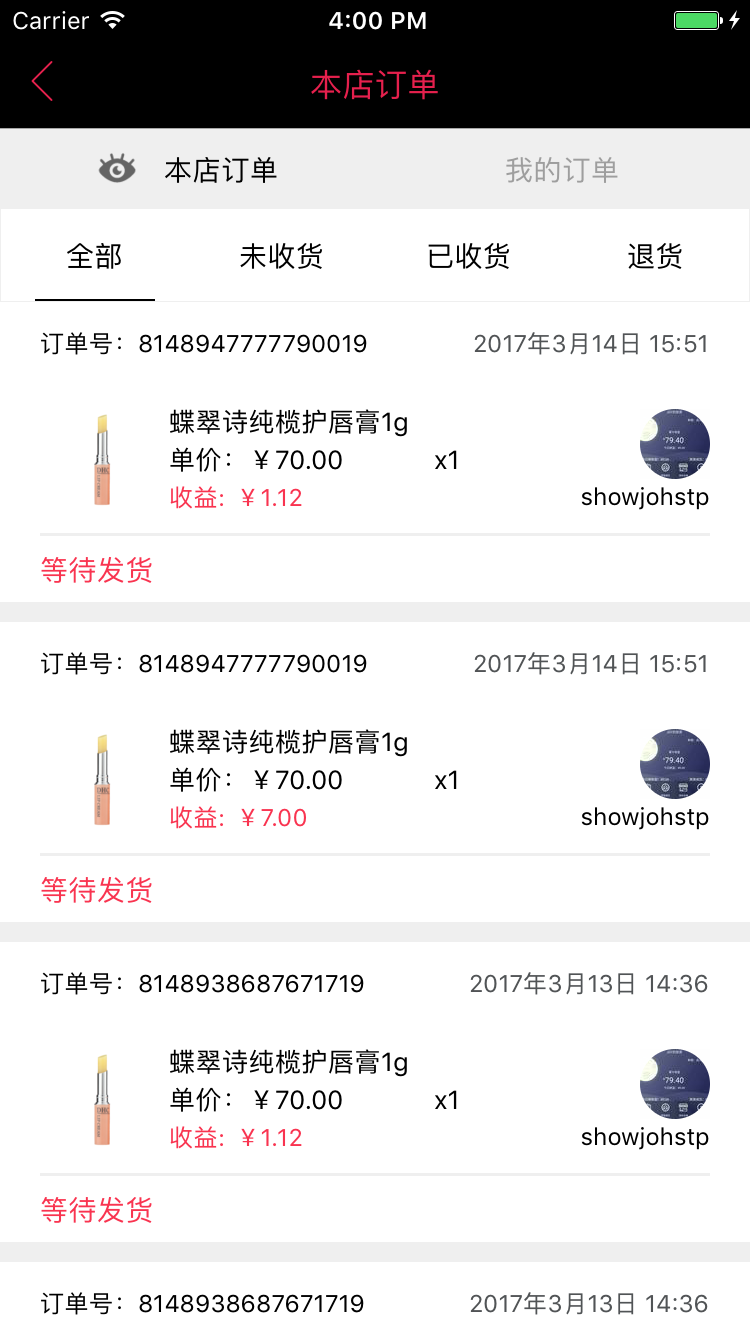 Carrier 4:00 PM
本店订单
本店订单 我的订单
全部 未收货 已收货 退货
订单号：8148947777790019 2017年3月14日 15:51
蝶翠诗纯榄护唇膏1g
单价：￥70.00 x1
79.40
收益：￥1.12 showjohstp
等待发货
订单号：8148947777790019 2017年3月14日 15:51
蝶翠诗纯榄护唇膏1g
单价：￥70.00 x1
79.40
收益：￥7.00 showjohstp
等待发货
订单号：8148938687671719 2017年3月13日 14:36
蝶翠诗纯榄护唇膏1g
单价：￥70.00 x1
79.40
收益：￥1.12 showjohstp
等待发货
订单号：8148938687671719 2017年3月13日 14:36